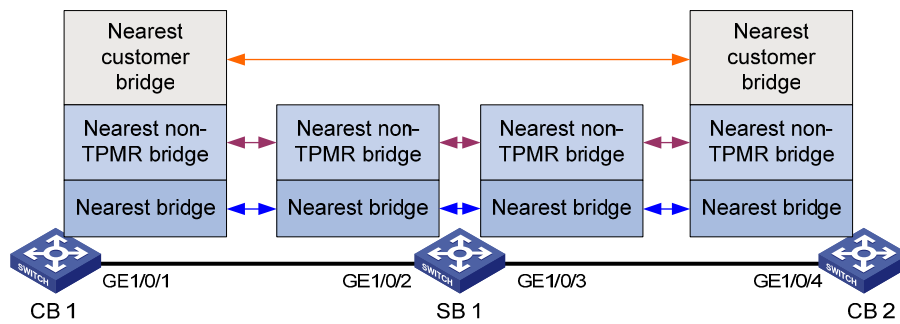 Nearest
customer
bridge
Nearest
customer
bridge
Nearest non-
TPMR bridge
Nearest non-
TPMR bridge
Nearest non-
TPMR bridge
Nearest non-
TPMR bridge
Nearest bridge
Nearest bridge
Nearest bridge
Nearest bridge
SWITCH
SWITCH
SWITCH
GE1/0/1
GE1/0/2
GE1/0/3
GE1/0/4
CB 1
SB 1
CB 2